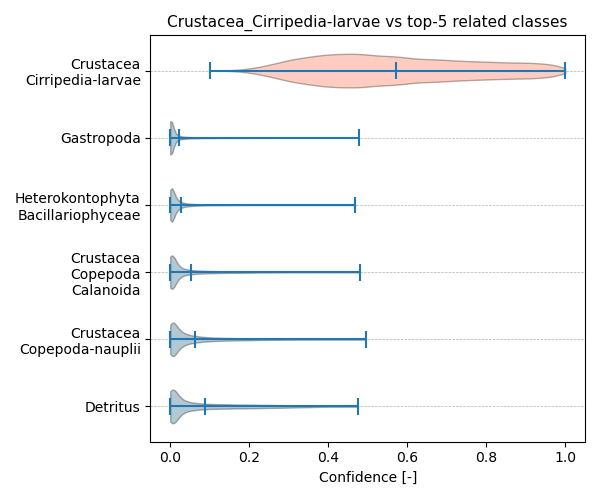 Crustacea_Cirripedia-larvae vs top-5 related classes
Crustacea
Cirripedia-larvae
Gastropoda
Heterokontophyta
Bacillariophyceae
Crustacea
Copepoda
Calanoida
Crustacea
Copepoda-nauplii
Detritus
0.0 0.2 0.4 0.6 0.8 1.0
Confidence [-]